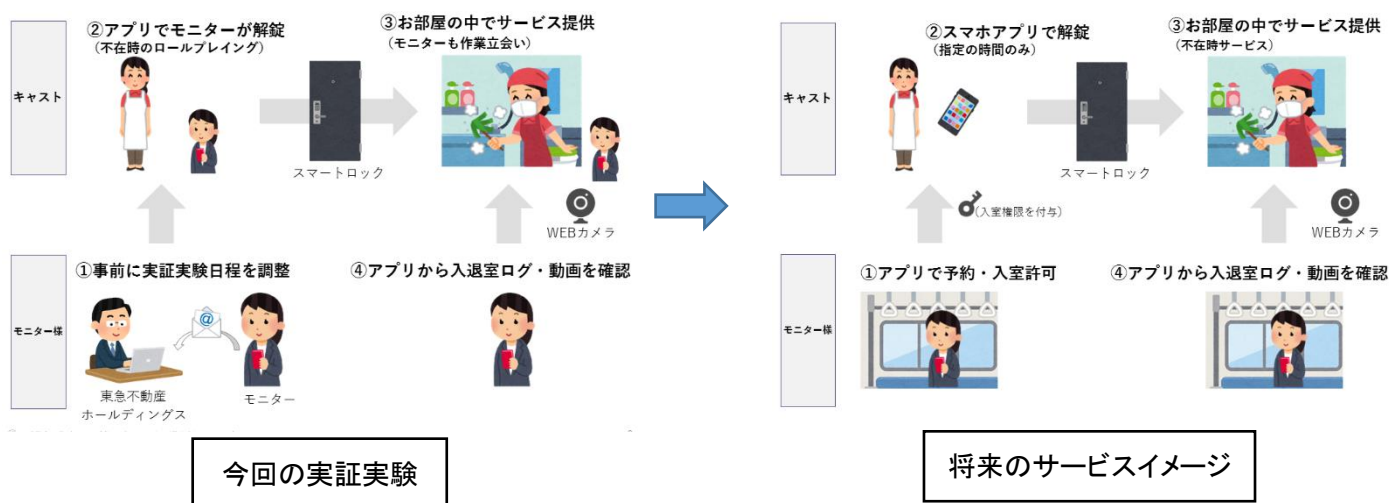 ②アプリでモニターが解錠
(不在時のロールプレイング)
③お部屋の中でサービス提供
(モニターも作業立会い)
キャスト
スマートロック
WEBカメラ
①事前に実証実験日程を調整
④アプリから入退室ログ・動画を確認
モニター様
@
東急不動産
ホールディングス
モニター
今回の実証実験
②スマホアプリで解錠
(指定の時間のみ)
③お部屋の中でサービス提供
(不在時サービス)
キャスト
スマートロック
(入室権限を付与)
WEBカメラ
①アプリで予約・入室許可
④アプリから入退室ログ・動画を確認
モニター様
将来のサービスイメージ